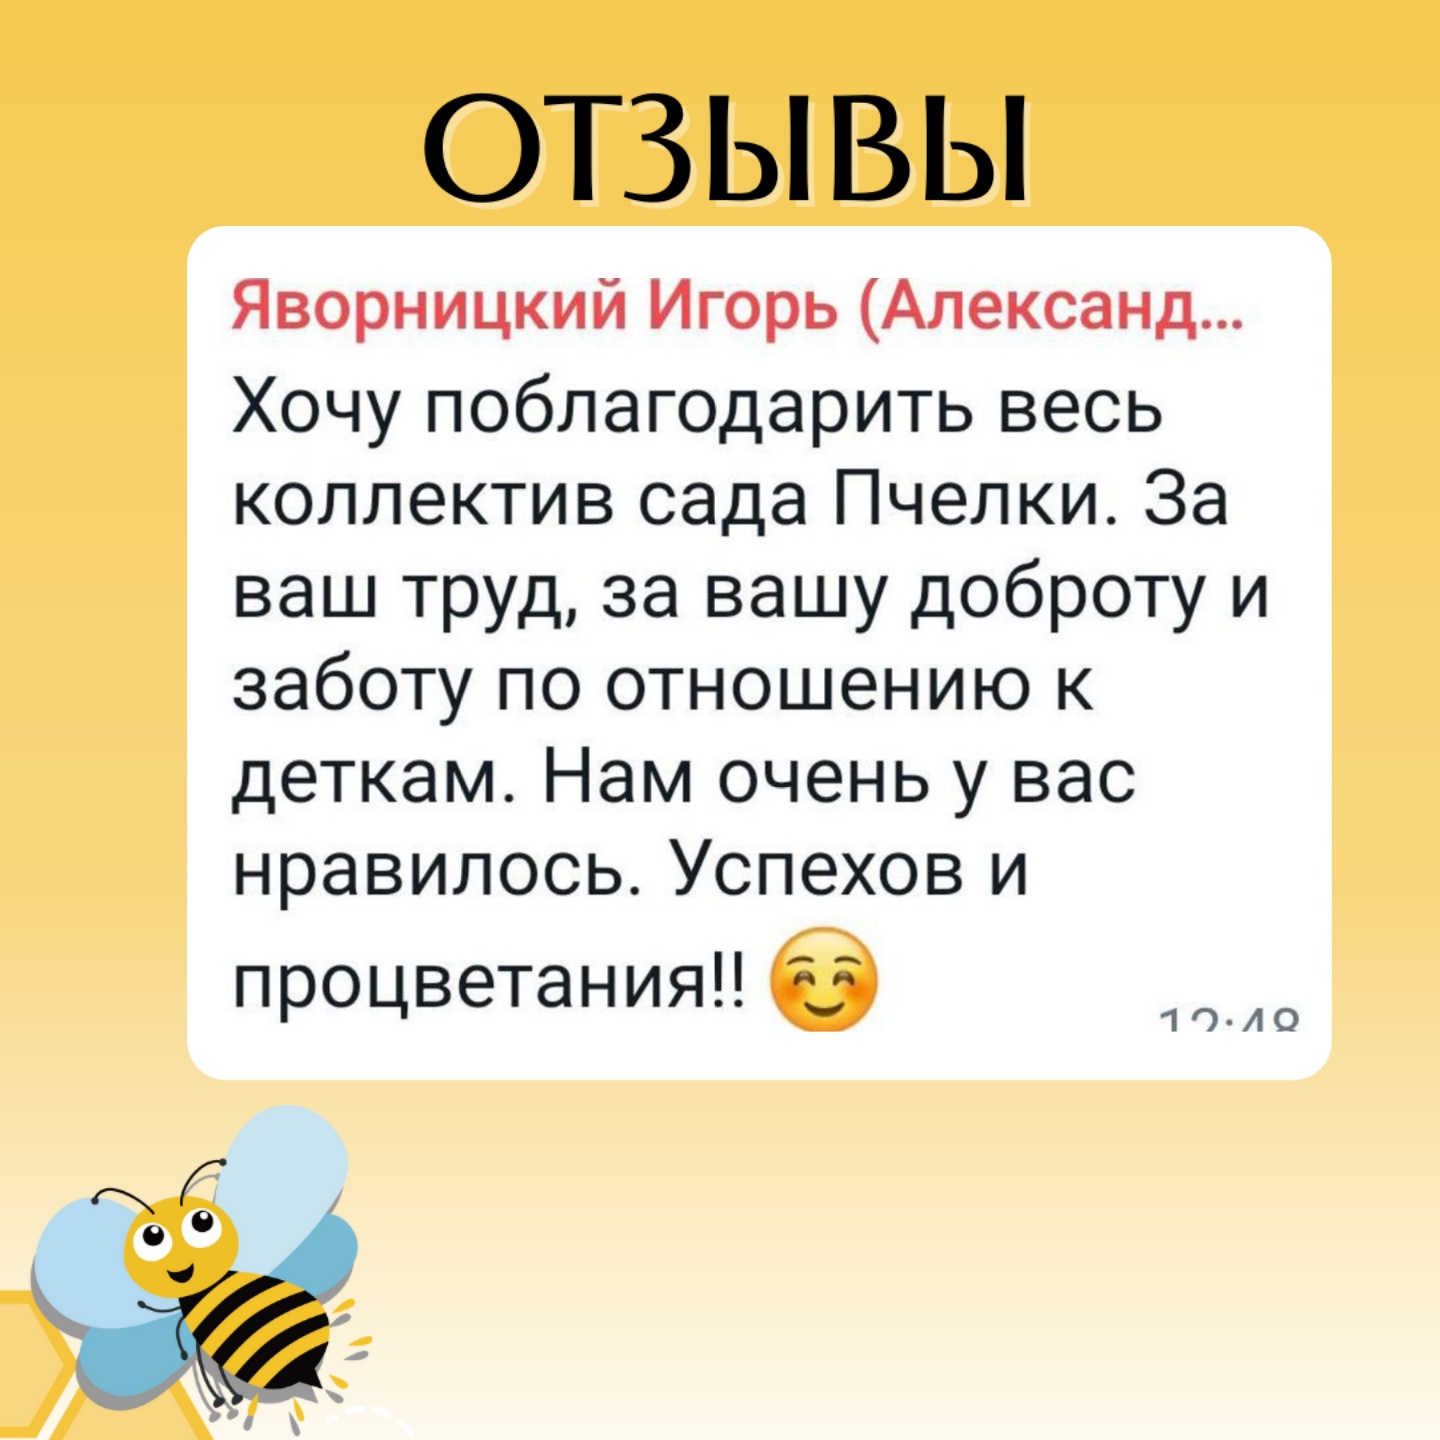 ОТЗЫВЫ
Яворницкий Игорь (Александ...
Хочу поблагодарить весь
коллектив сада Пчелки. За
ваш труд, за вашу доброту и
заботу по отношению к
деткам. Нам очень у вас
нравилось. Успехов и
процветания!! ☺️
12:48